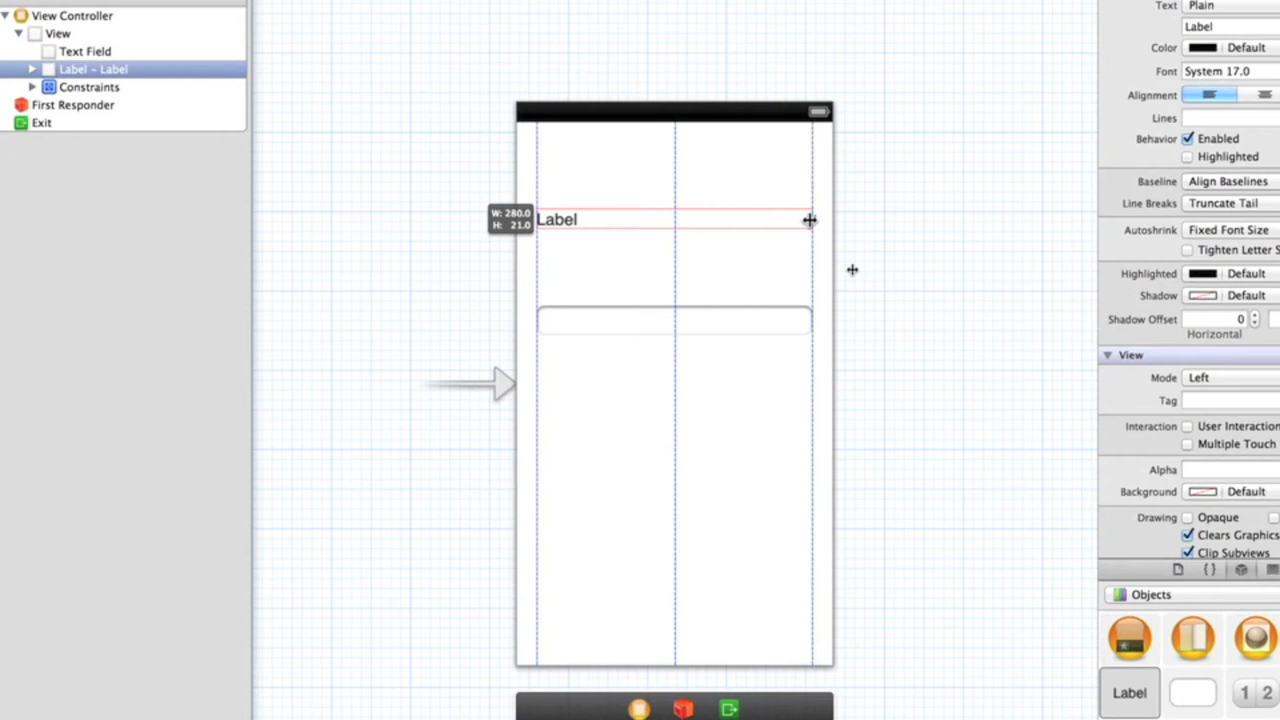 View Controller
View
Text Field
Label - Label
Constraints
First Responder
Exit
W: 280.0
H: 21.0
Label
Text Plain
Label
Color Default
Font System 17.0
Alignment
Lines
Behavior Enabled
Highlighted
Baseline Align Baselines
Line Breaks Truncate Tail
Autoshrink Fixed Font Size
Tighten Letter S
Highlighted Default
Shadow Default
Shadow Offset 0
Horizontal
View
Mode Left
Tag
Interaction User Interaction
Multiple Touch
Alpha
Background Default
Drawing Opaque
Clears Graphics
Clip Subviews
{ }
Objects
Label
1 2